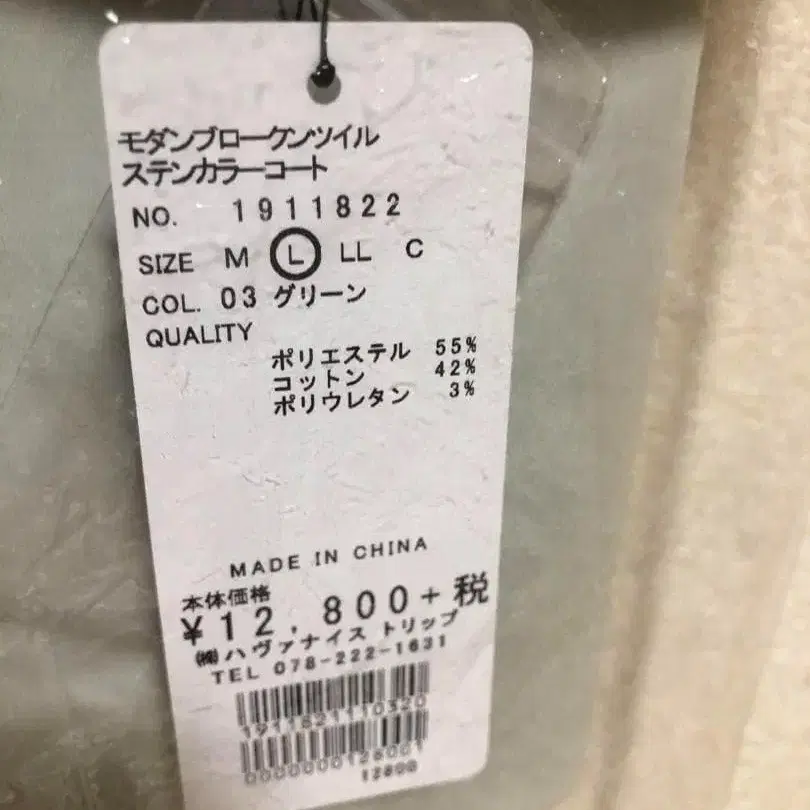 モダンブロークンツイル
ステンカラーコート
NO. 1911822
SIZE M L LL C
COL. 03 グリーン
QUALITY
ポリエステル 55%
コットン 42%
ポリウレタン 3%
MADE IN CHINA
本体価格
¥12,800+税
㈱ハヴァナイス トリップ
TEL 078-222-1631
1911821110320
0000000128001
12800